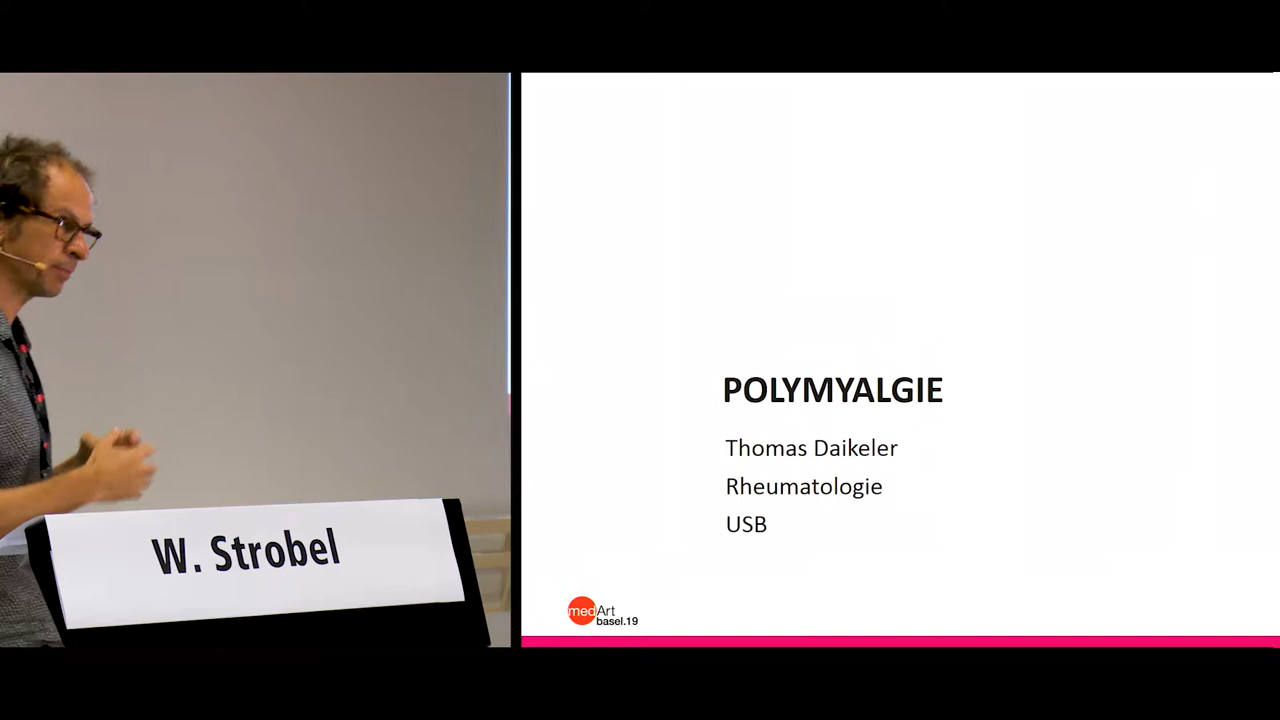 W. Strobel
POLYMYALGIE
Thomas Daikeler
Rheumatologie
USB
medArt
basel.19